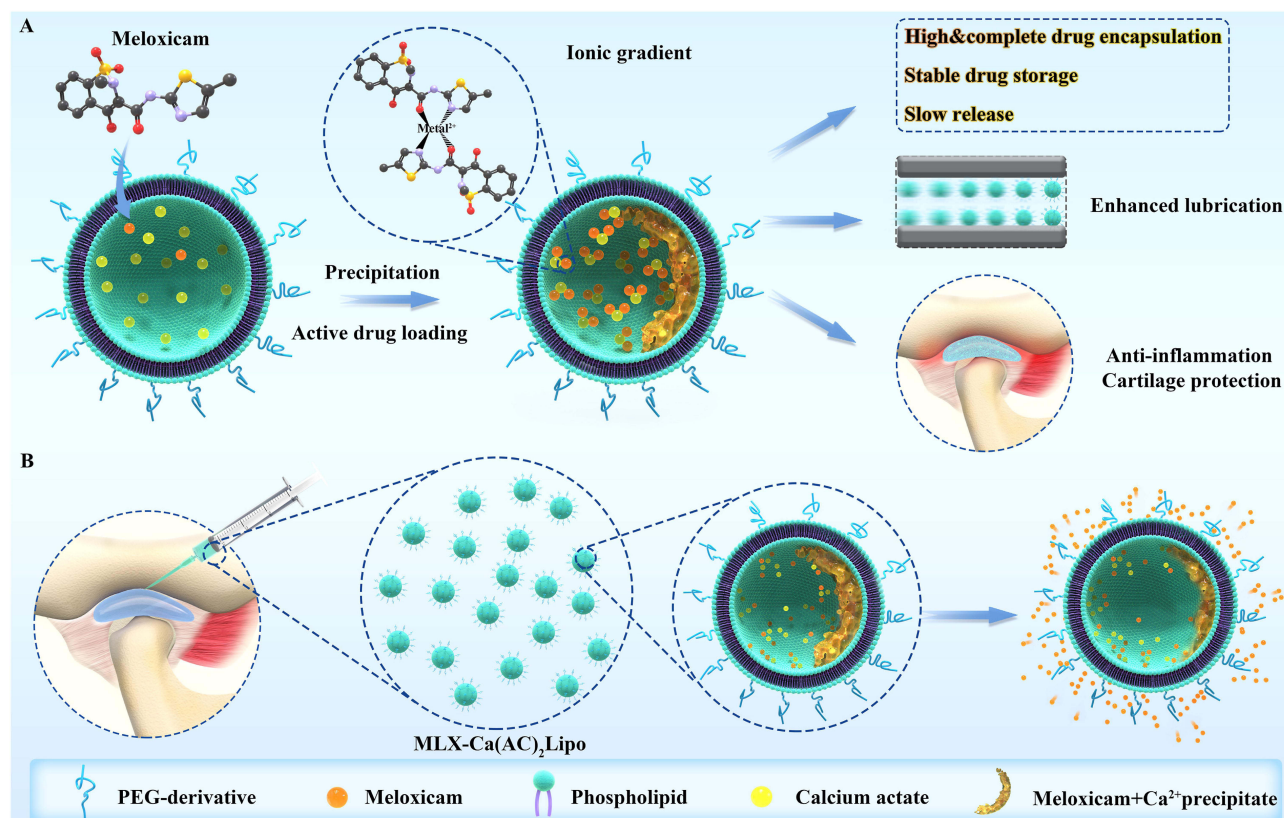 A
Meloxicam
Ionic gradient
Metal²⁺
High&complete drug encapsulation
Stable drug storage
Slow release
Enhanced lubrication
Precipitation
Active drug loading
Anti-inflammation
Cartilage protection
B
MLX-Ca(AC)₂Lipo
PEG-derivative
Meloxicam
Phospholipid
Calcium actate
Meloxicam+Ca²⁺precipitate